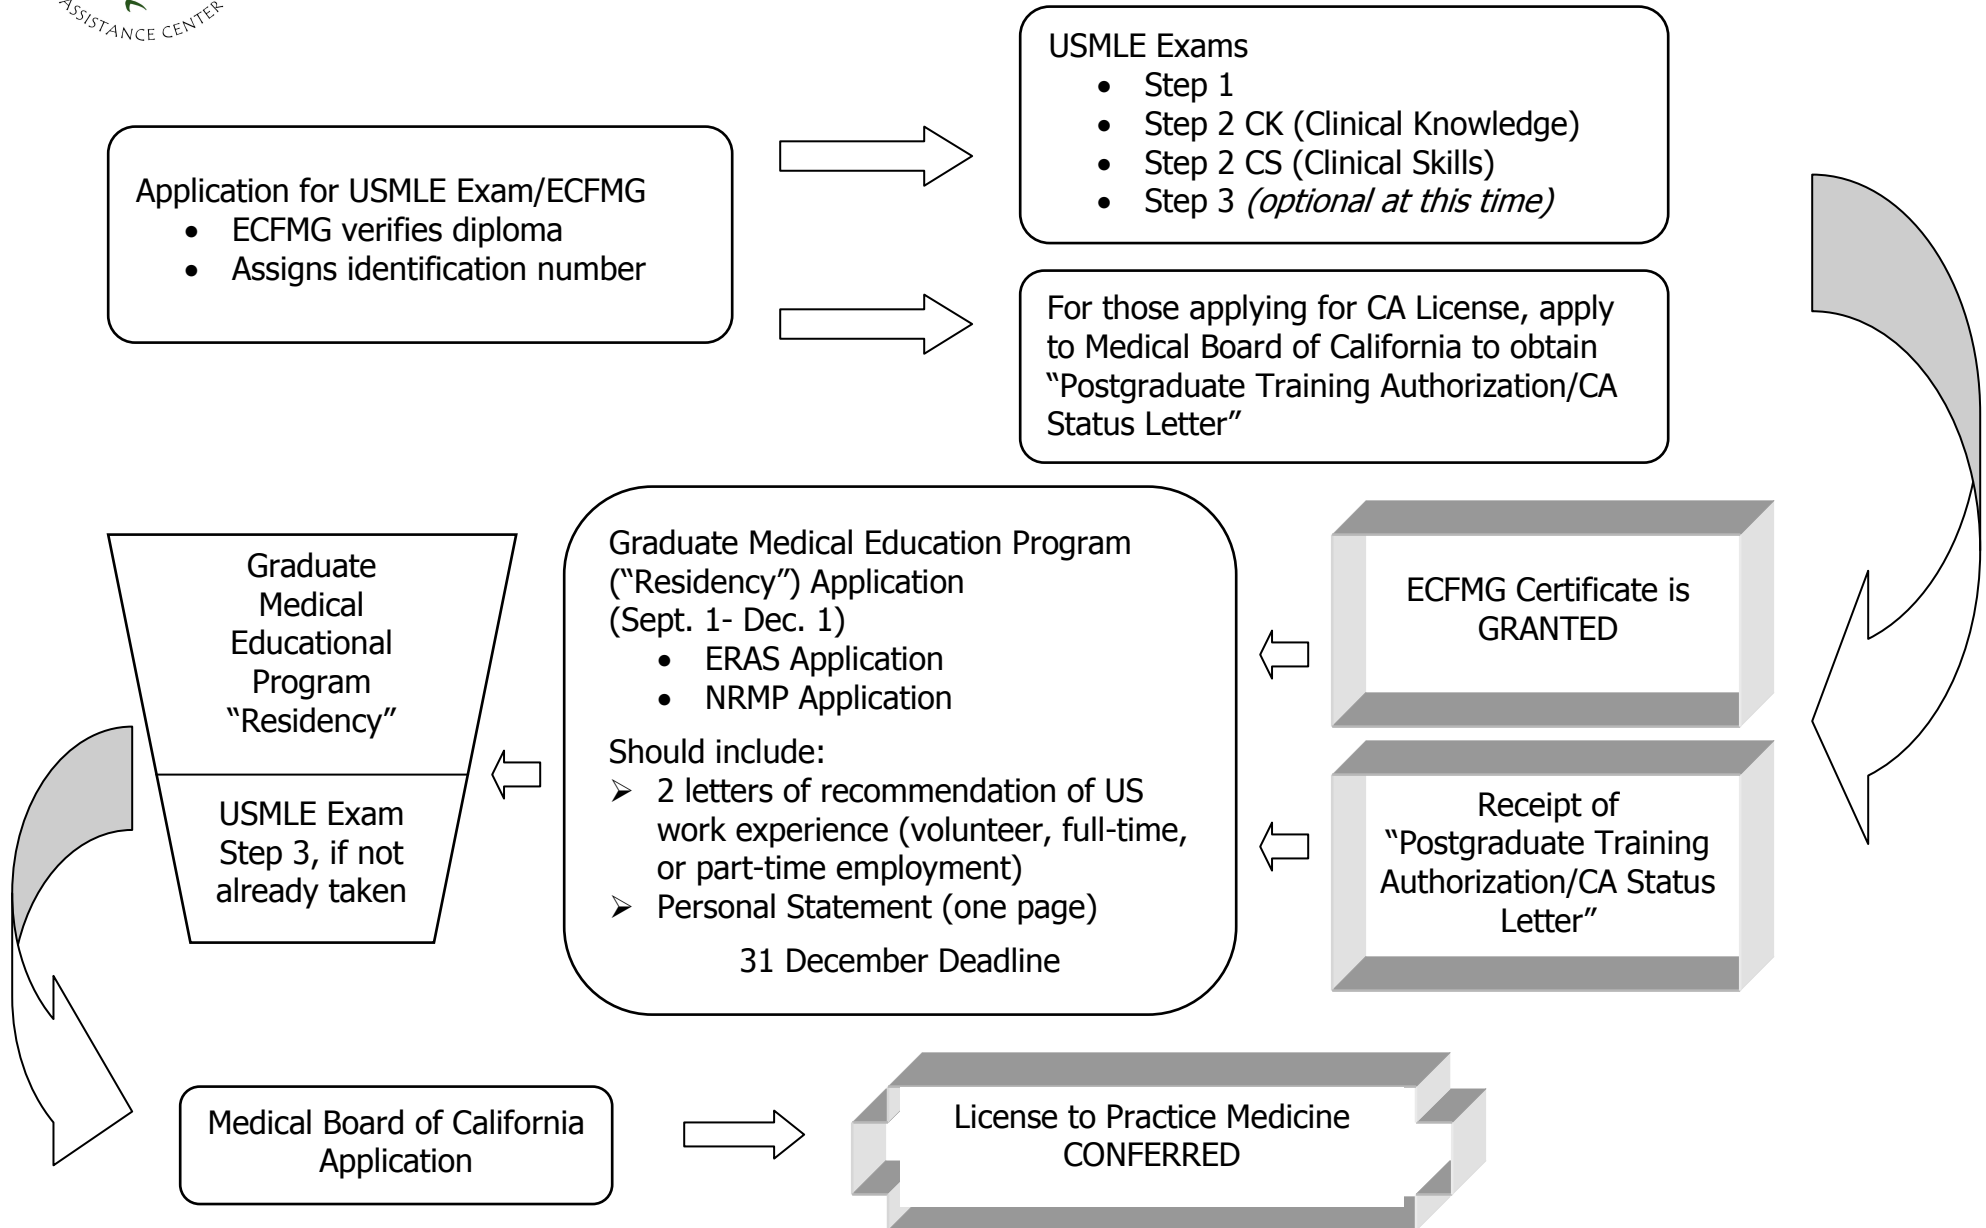 ASSISTANCE CENTER
USMLE Exams
• Step 1
• Step 2 CK (Clinical Knowledge)
• Step 2 CS (Clinical Skills)
• Step 3 (optional at this time)
Application for USMLE Exam/ECFMG
• ECFMG verifies diploma
• Assigns identification number
For those applying for CA License, apply
to Medical Board of California to obtain
“Postgraduate Training Authorization/CA
Status Letter”
Graduate
Medical
Educational
Program
“Residency”
USMLE Exam
Step 3, if not
already taken
Graduate Medical Education Program
(“Residency”) Application
(Sept. 1- Dec. 1)
• ERAS Application
• NRMP Application
Should include:
➢ 2 letters of recommendation of US
work experience (volunteer, full-time,
or part-time employment)
➢ Personal Statement (one page)
31 December Deadline
ECFMG Certificate is
GRANTED
Receipt of
“Postgraduate Training
Authorization/CA Status
Letter”
Medical Board of California
Application
License to Practice Medicine
CONFERRED